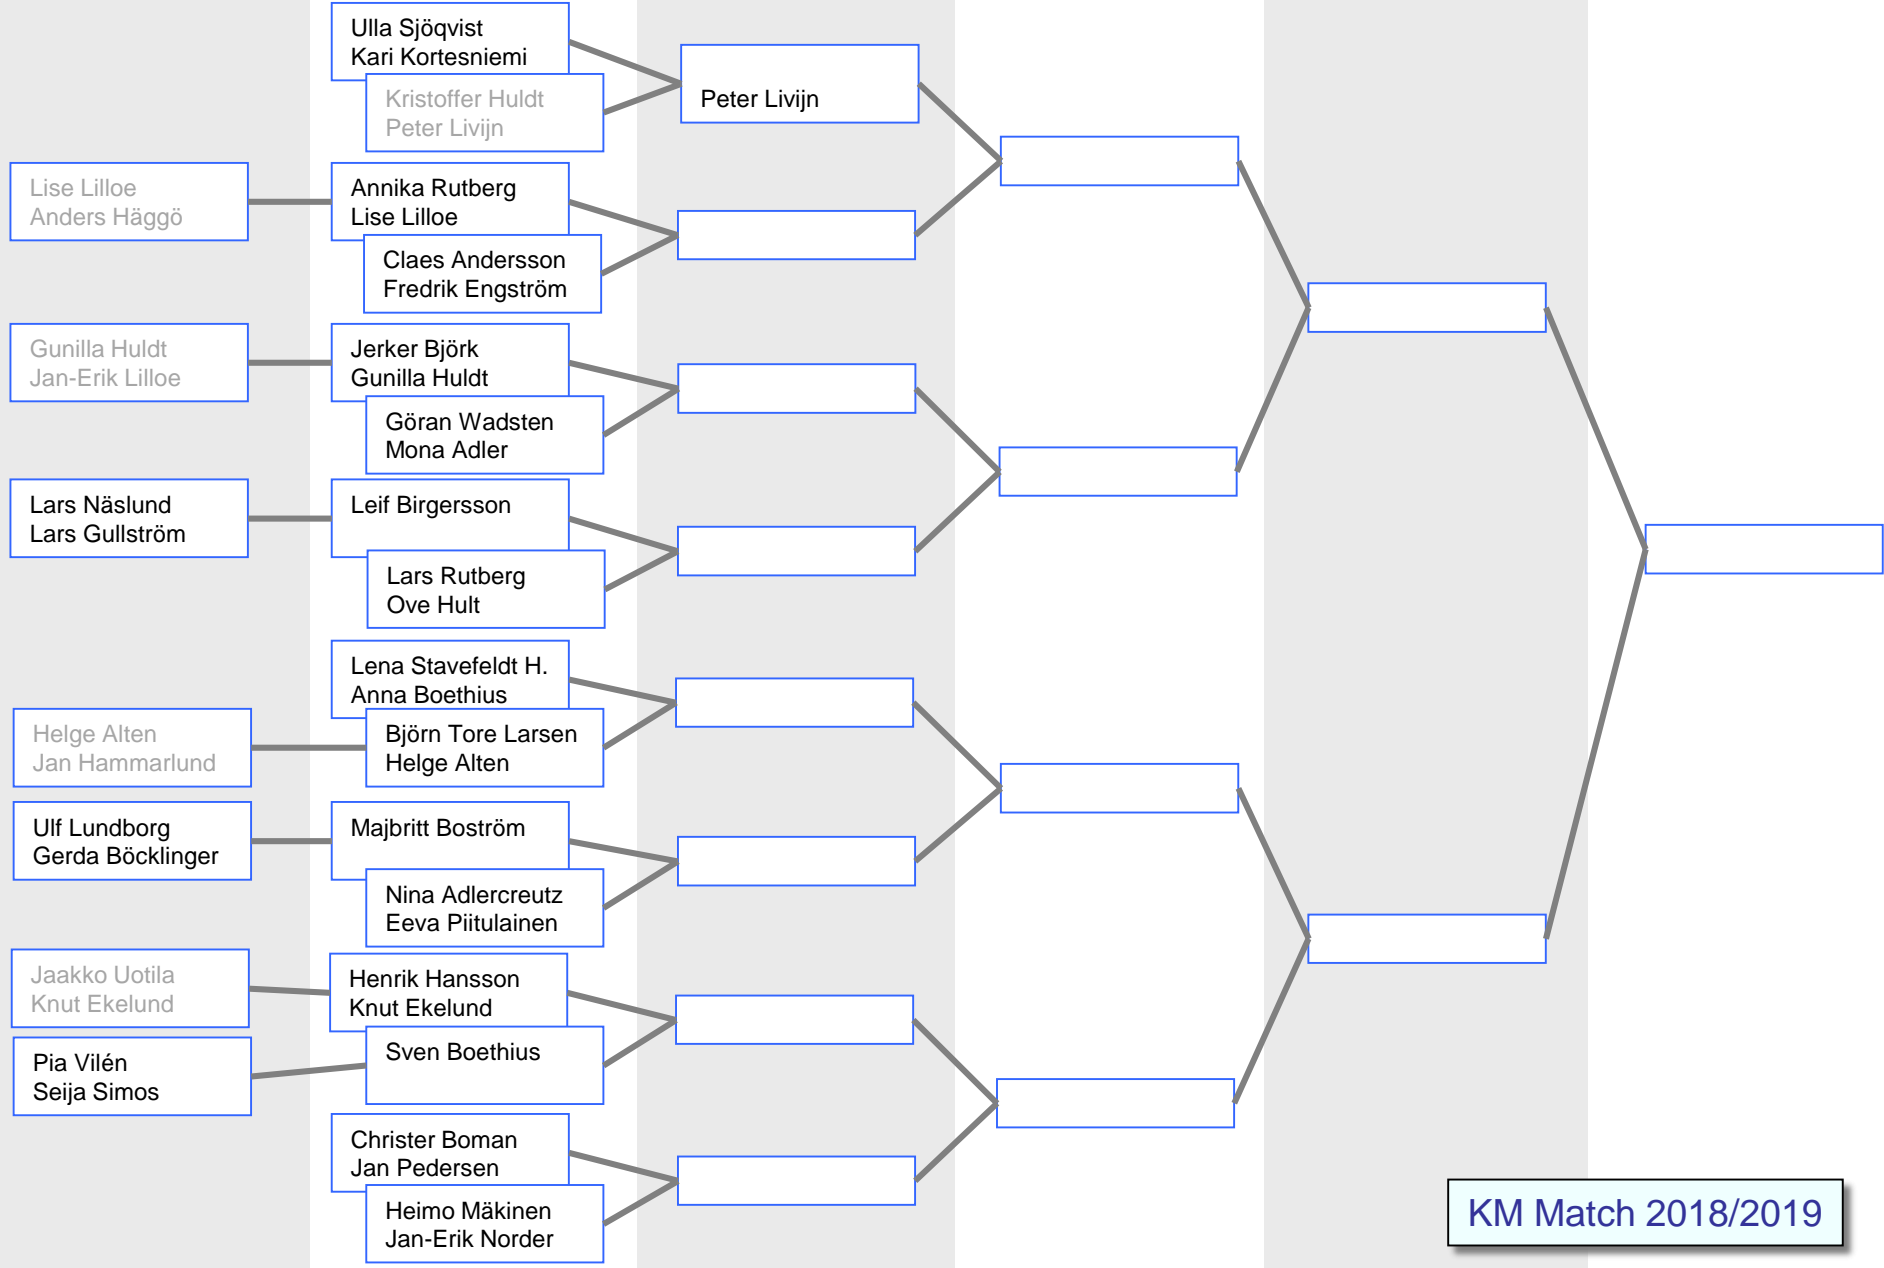 Ulla Sjöqvist
Kari Kortesniemi
Kristoffer Huldt
Peter Livijn
Peter Livijn
Lise Lilloe
Anders Häggö
Annika Rutberg
Lise Lilloe
Claes Andersson
Fredrik Engström
Gunilla Huldt
Jan-Erik Lilloe
Jerker Björk
Gunilla Huldt
Göran Wadsten
Mona Adler
Lars Näslund
Lars Gullström
Leif Birgersson
Lars Rutberg
Ove Hult
Lena Stavefeldt H.
Anna Boethius
Helge Alten
Jan Hammarlund
Björn Tore Larsen
Helge Alten
Ulf Lundborg
Gerda Böcklinger
Majbritt Boström
Nina Adlercreutz
Eeva Piitulainen
Jaakko Uotila
Knut Ekelund
Henrik Hansson
Knut Ekelund
Pia Vilén
Seija Simos
Sven Boethius
Christer Boman
Jan Pedersen
Heimo Mäkinen
Jan-Erik Norder
KM Match 2018/2019